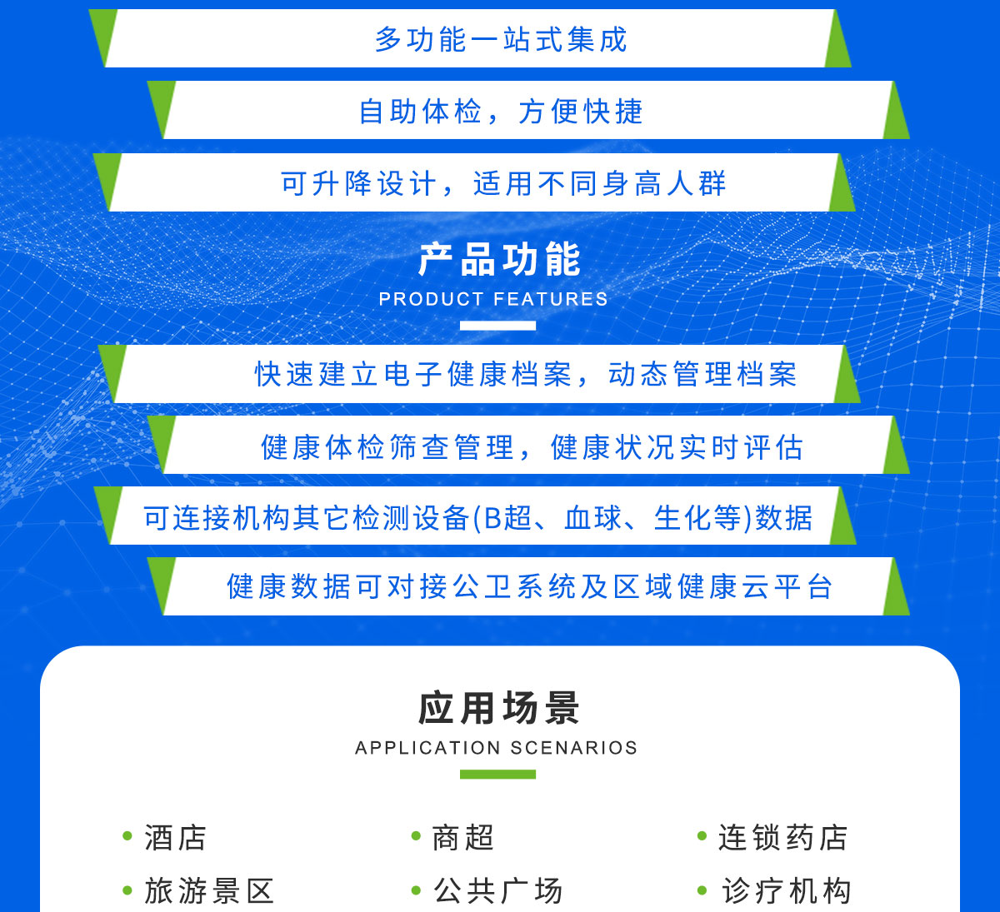 多功能一站式集成
自助体检，方便快捷
可升降设计，适用不同身高人群
产品功能
PRODUCT FEATURES
快速建立电子健康档案，动态管理档案
健康体检筛查管理，健康状况实时评估
可连接机构其它检测设备(B超、血球、生化等)数据
健康数据可对接公卫系统及区域健康云平台
应用场景
APPLICATION SCENARIOS
• 酒店 • 商超 • 连锁药店
• 旅游景区 • 公共广场 • 诊疗机构